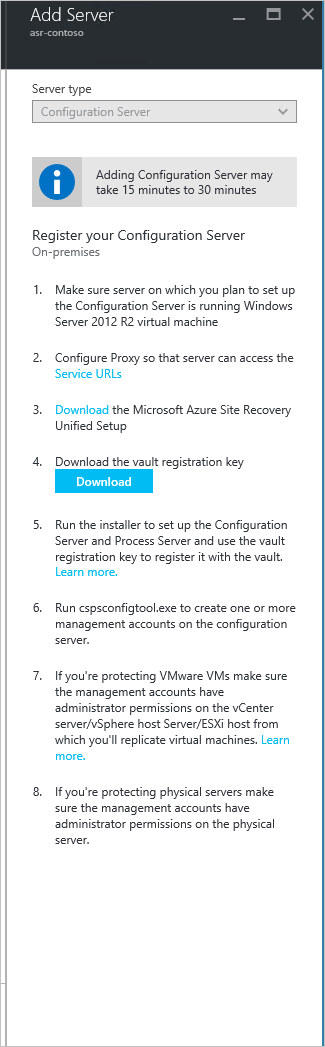 Add Server
asr-contoso
Server type
Configuration Server
Adding Configuration Server may
take 15 minutes to 30 minutes
Register your Configuration Server
On-premises
1. Make sure server on which you plan to set up
the Configuration Server is running Windows
Server 2012 R2 virtual machine
2. Configure Proxy so that server can access the
Service URLs
3. Download the Microsoft Azure Site Recovery
Unified Setup
4. Download the vault registration key
Download
5. Run the installer to set up the Configuration
Server and Process Server and use the vault
registration key to register it with the vault.
Learn more.
6. Run cspsconfigtool.exe to create one or more
management accounts on the configuration
server.
7. If you're protecting VMware VMs make sure
the management accounts have
administrator permissions on the vCenter
server/vSphere host Server/ESXi host from
which you'll replicate virtual machines. Learn
more.
8. If you're protecting physical servers make
sure the management accounts have
administrator permissions on the physical
server.